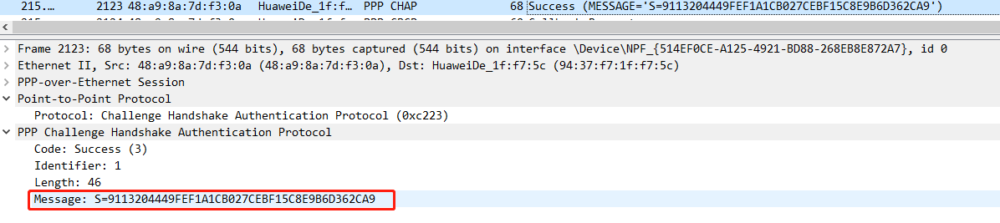 215... 2123 48:a9:8a:7d:f3:0a HuaweiDe_1f:f… PPP CHAP 68 Success (MESSAGE='S=9113204449FEF1A1CB027CEBF15C8E9B6D362CA9')
Frame 2123: 68 bytes on wire (544 bits), 68 bytes captured (544 bits) on interface \Device\NPF_{514EF0CE-A125-4921-BD88-268EB8E872A7}, id 0
Ethernet II, Src: 48:a9:8a:7d:f3:0a (48:a9:8a:7d:f3:0a), Dst: HuaweiDe_1f:f7:5c (94:37:f7:1f:f7:5c)
PPP-over-Ethernet Session
Point-to-Point Protocol
Protocol: Challenge Handshake Authentication Protocol (0xc223)
PPP Challenge Handshake Authentication Protocol
Code: Success (3)
Identifier: 1
Length: 46
Message: S=9113204449FEF1A1CB027CEBF15C8E9B6D362CA9